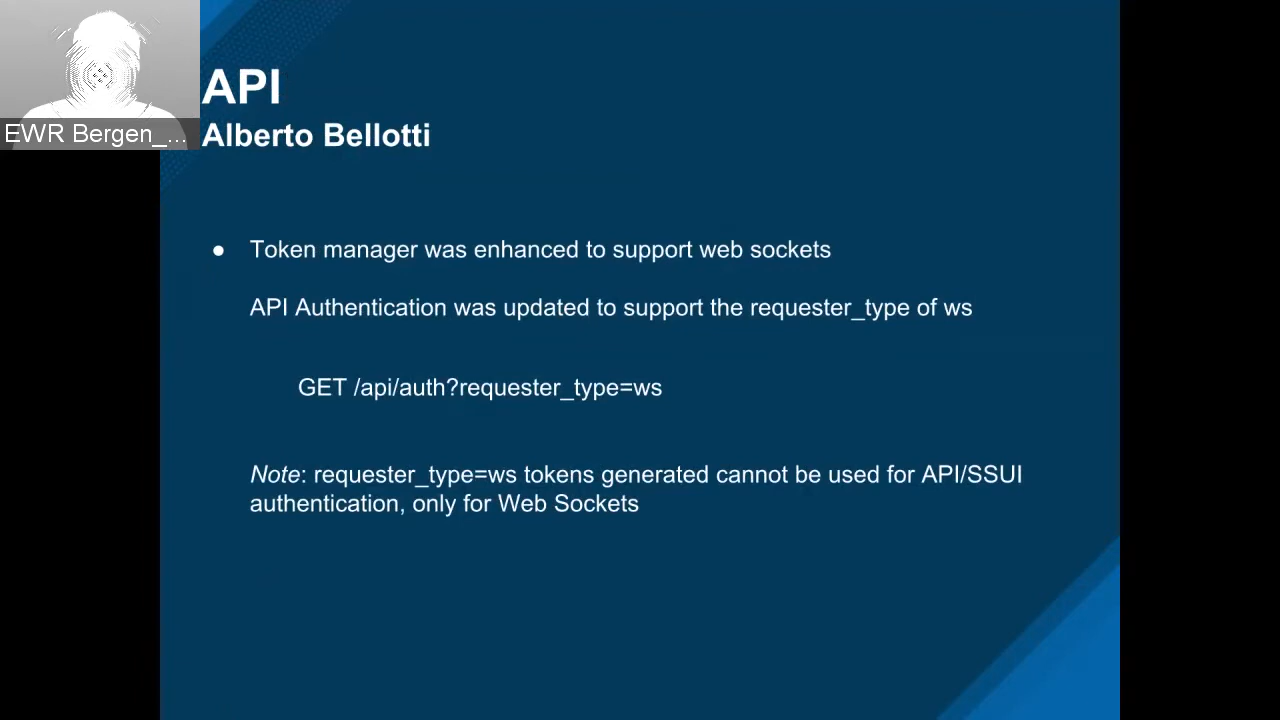 API
EWR Bergen_...
Alberto Bellotti
● Token manager was enhanced to support web sockets
API Authentication was updated to support the requester_type of ws
GET /api/auth?requester_type=ws
Note: requester_type=ws tokens generated cannot be used for API/SSUI
authentication, only for Web Sockets